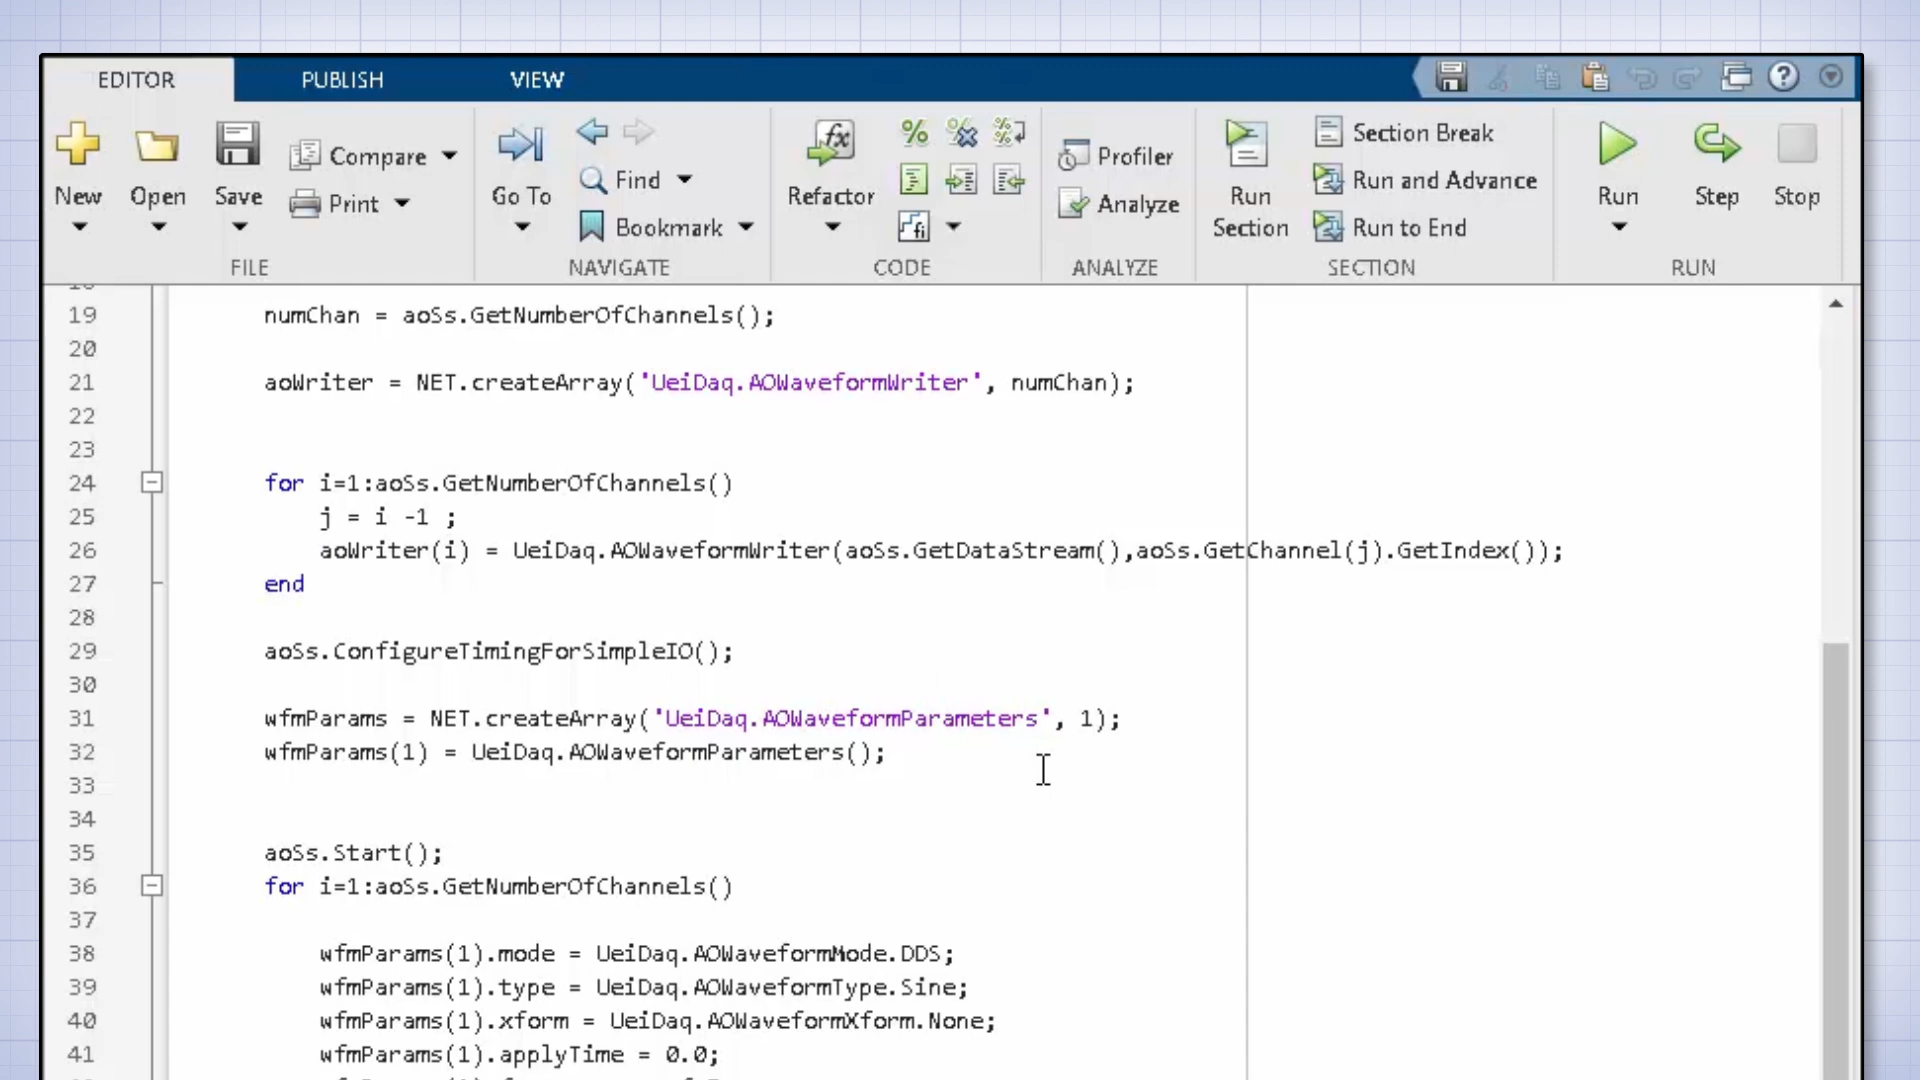 EDITOR PUBLISH VIEW
New Open Save Compare Print
FILE
Go To Find Bookmark
NAVIGATE
Refactor
CODE
Profiler
Analyze
ANALYZE
Run Section
Section Break
Run and Advance
Run to End
SECTION
Run Step Stop
RUN
19 numChan = aoSs.GetNumberOfChannels();
20
21 aoWriter = NET.createArray('UeiDaq.AOWaveformWriter', numChan);
22
23
24 for i=1:aoSs.GetNumberOfChannels()
25 j = i -1 ;
26 aoWriter(i) = UeiDaq.AOWaveformWriter(aoSs.GetDataStream(),aoSs.GetChannel(j).GetIndex());
27 end
28
29 aoSs.ConfigureTimingForSimpleIO();
30
31 wfmParams = NET.createArray('UeiDaq.AOWaveformParameters', 1);
32 wfmParams(1) = UeiDaq.AOWaveformParameters();
33
34
35 aoSs.Start();
36 for i=1:aoSs.GetNumberOfChannels()
37
38 wfmParams(1).mode = UeiDaq.AOWaveformMode.DDS;
39 wfmParams(1).type = UeiDaq.AOWaveformType.Sine;
40 wfmParams(1).xform = UeiDaq.AOWaveformXform.None;
41 wfmParams(1).applyTime = 0.0;